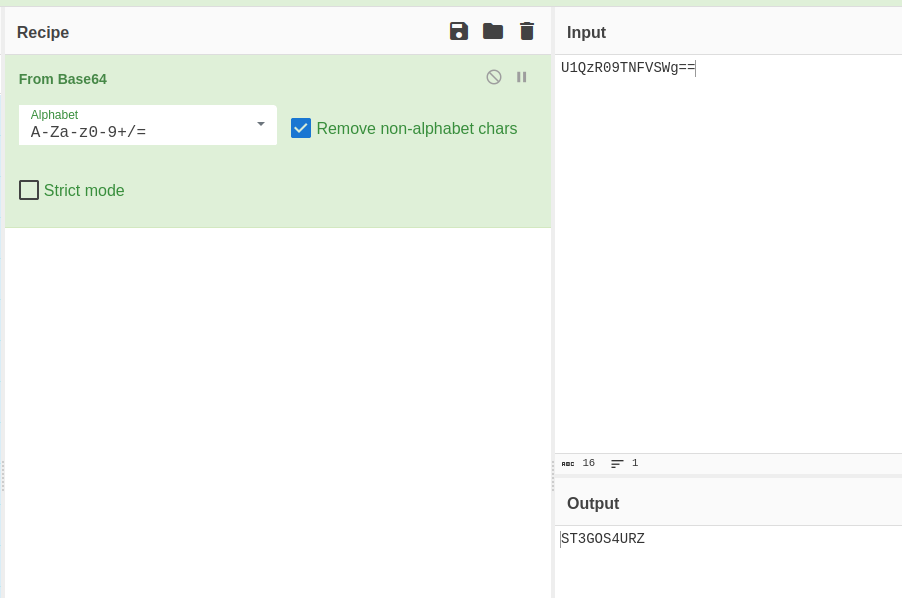 Recipe
From Base64
Alphabet
A-Za-z0-9+/=
Remove non-alphabet chars
Strict mode
Input
U1QzR09TNFVSWg==
ABC 16 1
Output
ST3GOS4URZ